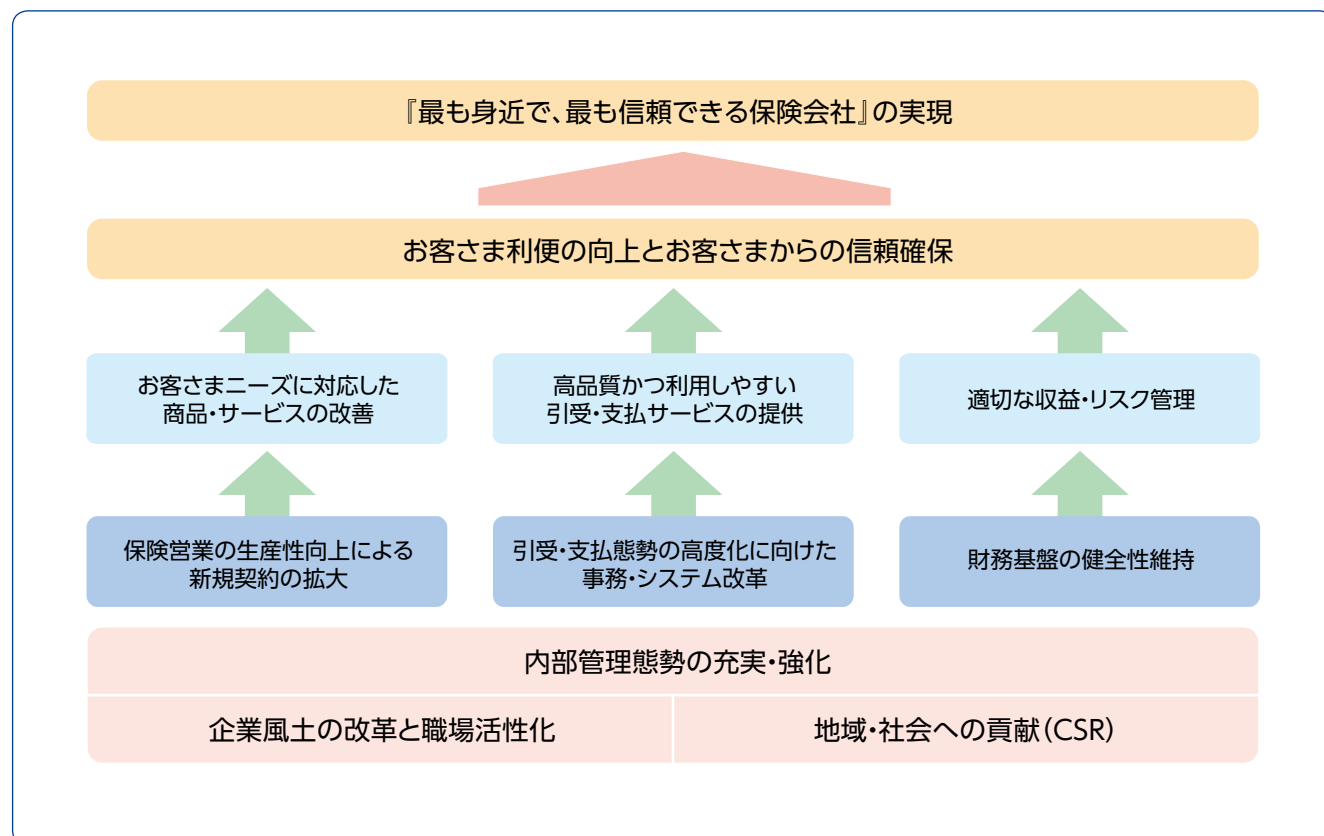 『最も身近で、最も信頼できる保険会社』の実現
お客さま利便の向上とお客さまからの信頼確保
お客さまニーズに対応した
商品・サービスの改善
高品質かつ利用しやすい
引受・支払サービスの提供
適切な収益・リスク管理
保険営業の生産性向上による
新規契約の拡大
引受・支払態勢の高度化に向けた
事務・システム改革
財務基盤の健全性維持
内部管理態勢の充実・強化
企業風土の改革と職場活性化
地域・社会への貢献（CSR）